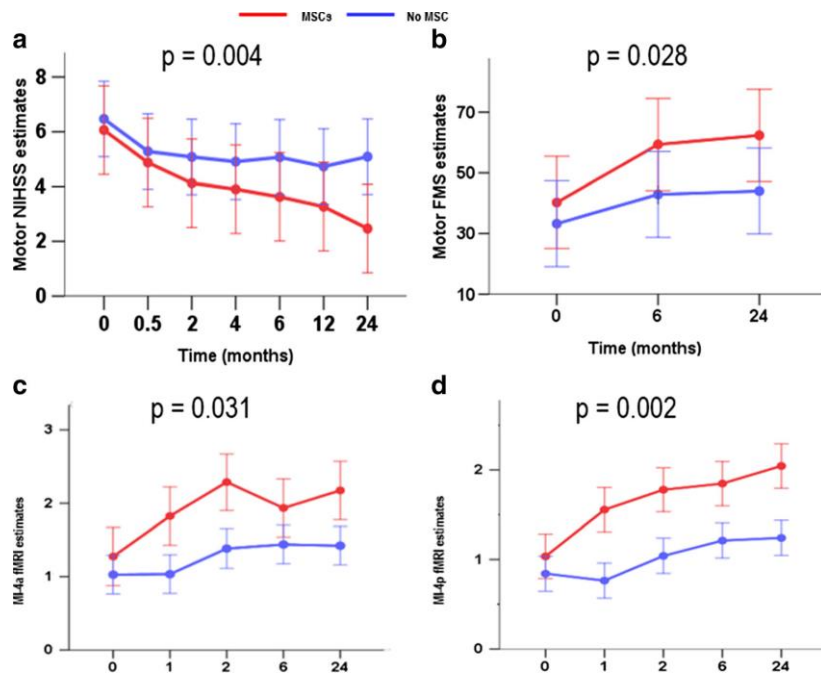 MSCs No MSC
a
p = 0.004
Motor NIHSS estimates
8
6
4
2
0
0 0.5 2 4 6 12 24
Time (months)
b
p = 0.028
Motor FMS estimates
70
50
30
10
0 6 24
Time (months)
c
p = 0.031
MI-4a fMRI estimates
3
2
1
0
0 1 2 6 24
d
p = 0.002
MI-4p fMRI estimates
2
1
0
0 1 2 6 24